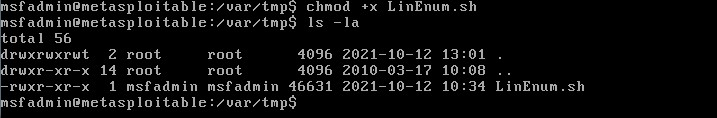 msfadmin@metasploitable:/var/tmp$ chmod +x LinEnum.sh
msfadmin@metasploitable:/var/tmp$ ls -la
total 56
drwxrwxrwt  2 root     root      4096 2021-10-12 13:01 .
drwxr-xr-x 14 root     root      4096 2010-03-17 10:08 ..
-rwxr-xr-x  1 msfadmin msfadmin 46631 2021-10-12 10:34 LinEnum.sh
msfadmin@metasploitable:/var/tmp$